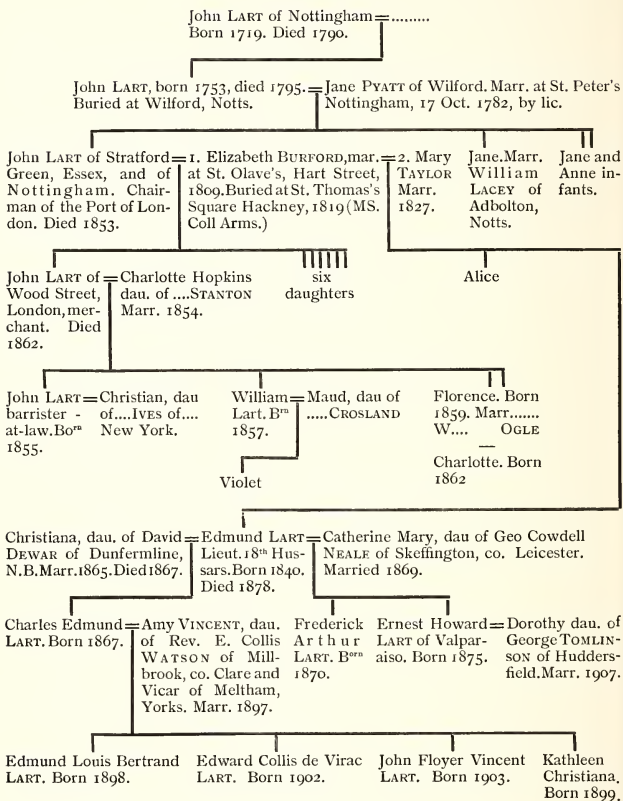 John LART of Nottingham = .........
Born 1719. Died 1790.
John LART, born 1753, died 1795. = Jane PYATT of Wilford. Marr. at St. Peter's
Buried at Wilford, Notts. Nottingham, 17 Oct. 1782, by lic.
John LART of Stratford =
Green, Essex, and of
Nottingham. Chair-
man of the Port of Lon-
don. Died 1853.
1. Elizabeth BURFORD, mar.
at St. Olave's, Hart Street,
1809. Buried at St. Thomas's
Square Hackney, 1819 (MS.
Coll Arms.)
= 2. Mary
TAYLOR
Marr.
1827.
Jane. Marr.
William
LACEY of
Adbolton,
Notts.
Jane and
Anne in-
fants.
John LART of =
Wood Street,
London, mer-
chant. Died
1862.
Charlotte Hopkins
dau. of ....STANTON
Marr. 1854.
six
daughters
Alice
John LART =
barrister -
at-law. Born
1855.
Christian, dau
of....IVES of....
New York.
William =
Lart. Brn
1857.
Maud, dau of
.....CROSLAND
Florence. Born
1859. Marr.......
W.... OGLE
—
Charlotte. Born
1862
Violet
Christiana, dau. of David =
DEWAR of Dunfermline,
N.B. Marr. 1865. Died 1867.
Edmund LART =
Lieut. 18th Hus-
sars. Born 1840.
Died 1878.
Catherine Mary, dau of Geo Cowdell
NEALE of Skeffington, co. Leicester.
Married 1869.
Charles Edmund =
LART. Born 1867.
Amy VINCENT, dau.
of Rev. E. Collis
WATSON of Mill-
brook, co. Clare and
Vicar of Meltham,
Yorks. Marr. 1897.
Frederick
Arthur
LART. Born
1870.
Ernest Howard =
LART of Valpar-
aiso. Born 1875.
Dorothy dau. of
George TOMLIN-
SON of Hudders-
field. Marr. 1907.
Edmund Louis Bertrand
LART. Born 1898.
Edward Collis de Virac
LART. Born 1902.
John Floyer Vincent
LART. Born 1903.
Kathleen
Christiana.
Born 1899.